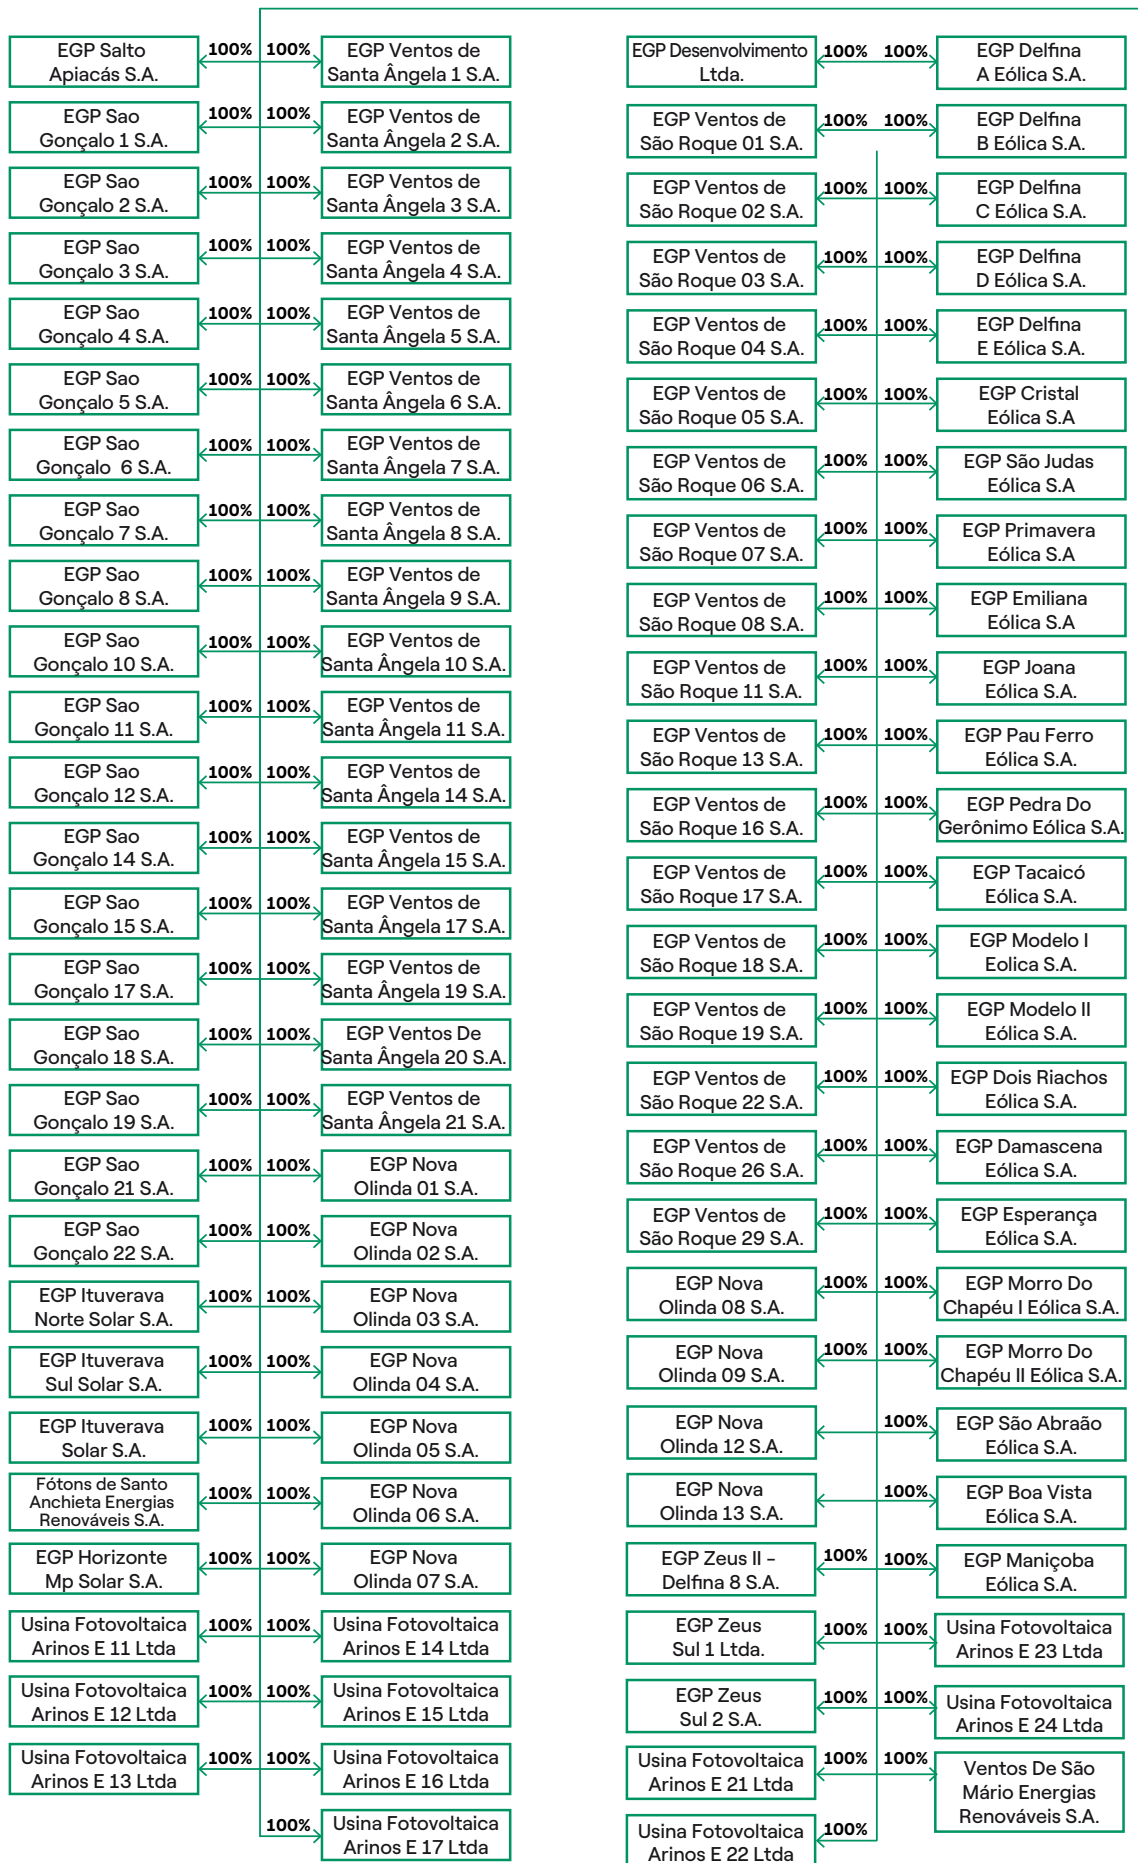 EGP Salto
Apiacás S.A.
100% 100%
EGP Ventos de
Santa Ângela 1 S.A.
EGP Sao
Gonçalo 1 S.A.
100% 100%
EGP Ventos de
Santa Ângela 2 S.A.
EGP Sao
Gonçalo 2 S.A.
100% 100%
EGP Ventos de
Santa Ângela 3 S.A.
EGP Sao
Gonçalo 3 S.A.
100% 100%
EGP Ventos de
Santa Ângela 4 S.A.
EGP Sao
Gonçalo 4 S.A.
100% 100%
EGP Ventos de
Santa Ângela 5 S.A.
EGP Sao
Gonçalo 5 S.A.
100% 100%
EGP Ventos de
Santa Ângela 6 S.A.
EGP Sao
Gonçalo 6 S.A.
100% 100%
EGP Ventos de
Santa Ângela 7 S.A.
EGP Sao
Gonçalo 7 S.A.
100% 100%
EGP Ventos de
Santa Ângela 8 S.A.
EGP Sao
Gonçalo 8 S.A.
100% 100%
EGP Ventos de
Santa Ângela 9 S.A.
EGP Sao
Gonçalo 10 S.A.
100% 100%
EGP Ventos de
Santa Ângela 10 S.A.
EGP Sao
Gonçalo 11 S.A.
100% 100%
EGP Ventos de
Santa Ângela 11 S.A.
EGP Sao
Gonçalo 12 S.A.
100% 100%
EGP Ventos de
Santa Ângela 14 S.A.
EGP Sao
Gonçalo 14 S.A.
100% 100%
EGP Ventos de
Santa Ângela 15 S.A.
EGP Sao
Gonçalo 15 S.A.
100% 100%
EGP Ventos de
Santa Ângela 17 S.A.
EGP Sao
Gonçalo 17 S.A.
100% 100%
EGP Ventos de
Santa Ângela 19 S.A.
EGP Sao
Gonçalo 18 S.A.
100% 100%
EGP Ventos De
Santa Ângela 20 S.A.
EGP Sao
Gonçalo 19 S.A.
100% 100%
EGP Ventos de
Santa Ângela 21 S.A.
EGP Sao
Gonçalo 21 S.A.
100% 100%
EGP Nova
Olinda 01 S.A.
EGP Sao
Gonçalo 22 S.A.
100% 100%
EGP Nova
Olinda 02 S.A.
EGP Ituverava
Norte Solar S.A.
100% 100%
EGP Nova
Olinda 03 S.A.
EGP Ituverava
Sul Solar S.A.
100% 100%
EGP Nova
Olinda 04 S.A.
EGP Ituverava
Solar S.A.
100% 100%
EGP Nova
Olinda 05 S.A.
Fótons de Santo
Anchieta Energias
Renováveis S.A.
100% 100%
EGP Nova
Olinda 06 S.A.
EGP Horizonte
Mp Solar S.A.
100% 100%
EGP Nova
Olinda 07 S.A.
Usina Fotovoltaica
Arinos E 11 Ltda
100% 100%
Usina Fotovoltaica
Arinos E 14 Ltda
Usina Fotovoltaica
Arinos E 12 Ltda
100% 100%
Usina Fotovoltaica
Arinos E 15 Ltda
Usina Fotovoltaica
Arinos E 13 Ltda
100% 100%
Usina Fotovoltaica
Arinos E 16 Ltda
100%
Usina Fotovoltaica
Arinos E 17 Ltda
EGP Desenvolvimento
Ltda.
100% 100%
EGP Delfina
A Eólica S.A.
EGP Ventos de
São Roque 01 S.A.
100% 100%
EGP Delfina
B Eólica S.A.
EGP Ventos de
São Roque 02 S.A.
100% 100%
EGP Delfina
C Eólica S.A.
EGP Ventos de
São Roque 03 S.A.
100% 100%
EGP Delfina
D Eólica S.A.
EGP Ventos de
São Roque 04 S.A.
100% 100%
EGP Delfina
E Eólica S.A.
EGP Ventos de
São Roque 05 S.A.
100% 100%
EGP Cristal
Eólica S.A
EGP Ventos de
São Roque 06 S.A.
100% 100%
EGP São Judas
Eólica S.A
EGP Ventos de
São Roque 07 S.A.
100% 100%
EGP Primavera
Eólica S.A
EGP Ventos de
São Roque 08 S.A.
100% 100%
EGP Emiliana
Eólica S.A
EGP Ventos de
São Roque 11 S.A.
100% 100%
EGP Joana
Eólica S.A.
EGP Ventos de
São Roque 13 S.A.
100% 100%
EGP Pau Ferro
Eólica S.A.
EGP Ventos de
São Roque 16 S.A.
100% 100%
EGP Pedra Do
Gerônimo Eólica S.A.
EGP Ventos de
São Roque 17 S.A.
100% 100%
EGP Tacaicó
Eólica S.A.
EGP Ventos de
São Roque 18 S.A.
100% 100%
EGP Modelo I
Eolica S.A.
EGP Ventos de
São Roque 19 S.A.
100% 100%
EGP Modelo II
Eólica S.A.
EGP Ventos de
São Roque 22 S.A.
100% 100%
EGP Dois Riachos
Eólica S.A.
EGP Ventos de
São Roque 26 S.A.
100% 100%
EGP Damascena
Eólica S.A.
EGP Ventos de
São Roque 29 S.A.
100% 100%
EGP Esperança
Eólica S.A.
EGP Nova
Olinda 08 S.A.
100% 100%
EGP Morro Do
Chapéu I Eólica S.A.
EGP Nova
Olinda 09 S.A.
100% 100%
EGP Morro Do
Chapéu II Eólica S.A.
EGP Nova
Olinda 12 S.A.
100%
EGP São Abraão
Eólica S.A.
EGP Nova
Olinda 13 S.A.
100%
EGP Boa Vista
Eólica S.A.
EGP Zeus II –
Delfina 8 S.A.
100% 100%
EGP Maniçoba
Eólica S.A.
EGP Zeus
Sul 1 Ltda.
100% 100%
Usina Fotovoltaica
Arinos E 23 Ltda
EGP Zeus
Sul 2 S.A.
100% 100%
Usina Fotovoltaica
Arinos E 24 Ltda
Usina Fotovoltaica
Arinos E 21 Ltda
100% 100%
Ventos De São
Mário Energias
Renováveis S.A.
Usina Fotovoltaica
Arinos E 22 Ltda
100%